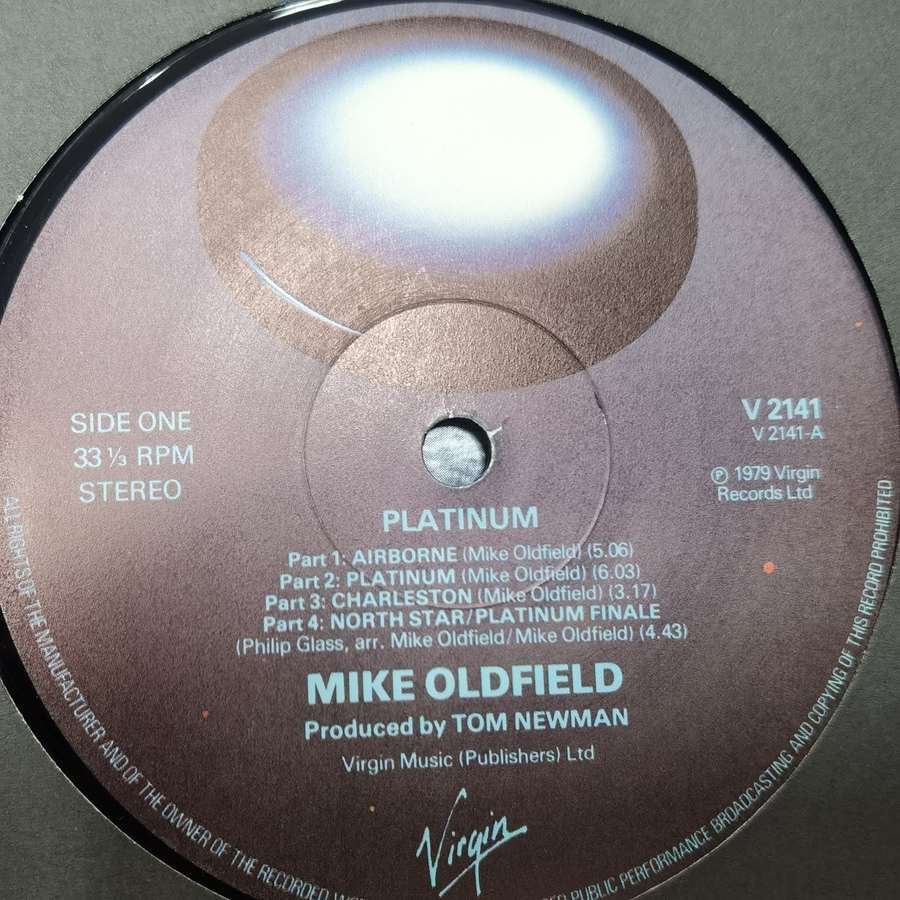 SIDE ONE
33 ⅓ RPM
STEREO
V 2141
V 2141-A
Ⓟ 1979 Virgin
Records Ltd
PLATINUM
Part 1: AIRBORNE (Mike Oldfield) (5.06)
Part 2: PLATINUM (Mike Oldfield) (6.03)
Part 3: CHARLESTON (Mike Oldfield) (3.17)
Part 4: NORTH STAR/PLATINUM FINALE
(Philip Glass, arr. Mike Oldfield/Mike Oldfield) (4.43)
MIKE OLDFIELD
Produced by TOM NEWMAN
Virgin Music (Publishers) Ltd
Virgin
ALL RIGHTS OF THE MANUFACTURER AND OF THE OWNER OF THE RECORDED PUBLIC PERFORMANCE BROADCASTING AND COPYING OF THIS RECORD PROHIBITED